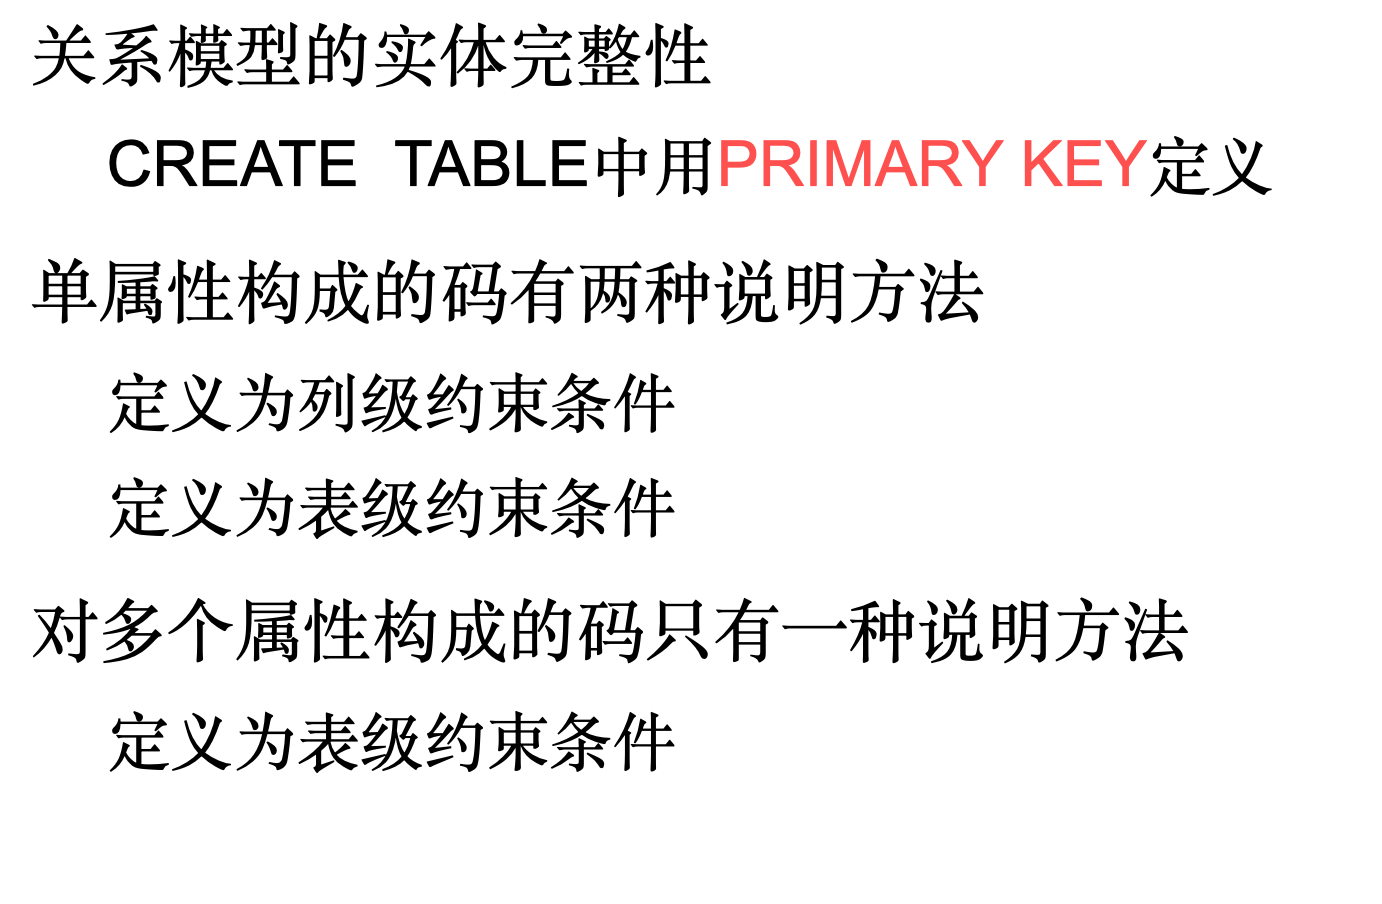 关系模型的实体完整性
CREATE  TABLE中用PRIMARY KEY定义
单属性构成的码有两种说明方法
定义为列级约束条件
定义为表级约束条件
对多个属性构成的码只有一种说明方法
定义为表级约束条件